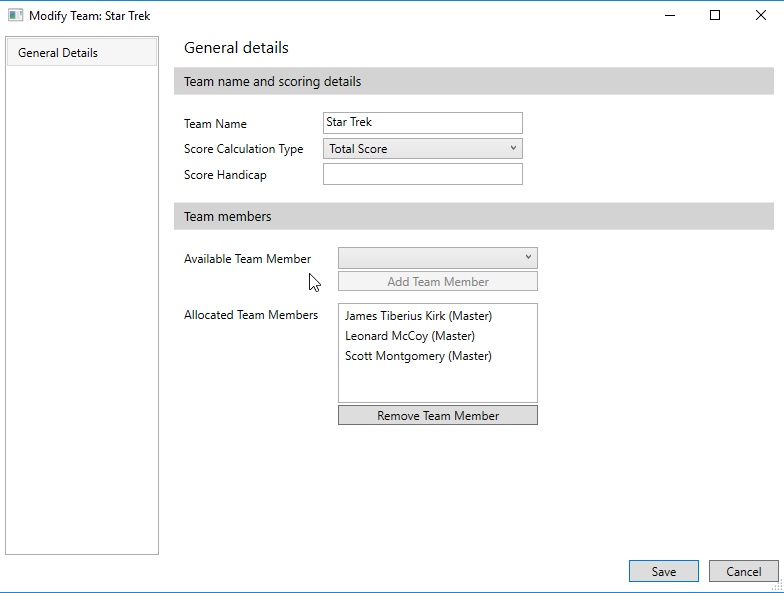 Modify Team: Star Trek
General Details
General details
Team name and scoring details
Team Name
Star Trek
Score Calculation Type
Total Score
Score Handicap
Team members
Available Team Member
Add Team Member
Allocated Team Members
James Tiberius Kirk (Master)
Leonard McCoy (Master)
Scott Montgomery (Master)
Remove Team Member
Save
Cancel